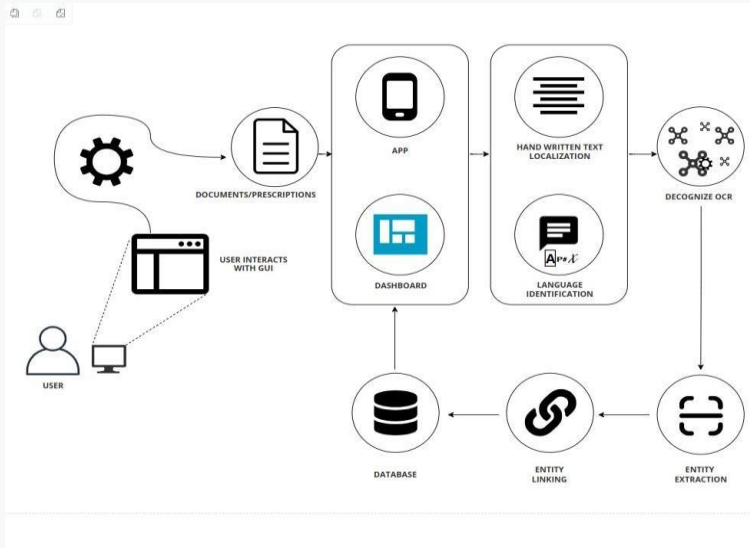 APP
HAND WRITTEN TEXT
LOCALIZATION
DOCUMENTS/PRESCRIPTIONS
DECOGNIZE OCR
USER INTERACTS
WITH GUI
DASHBOARD
A
LANGUAGE
IDENTIFICATION
USER
DATABASE
ENTITY
LINKING
ENTITY
EXTRACTION